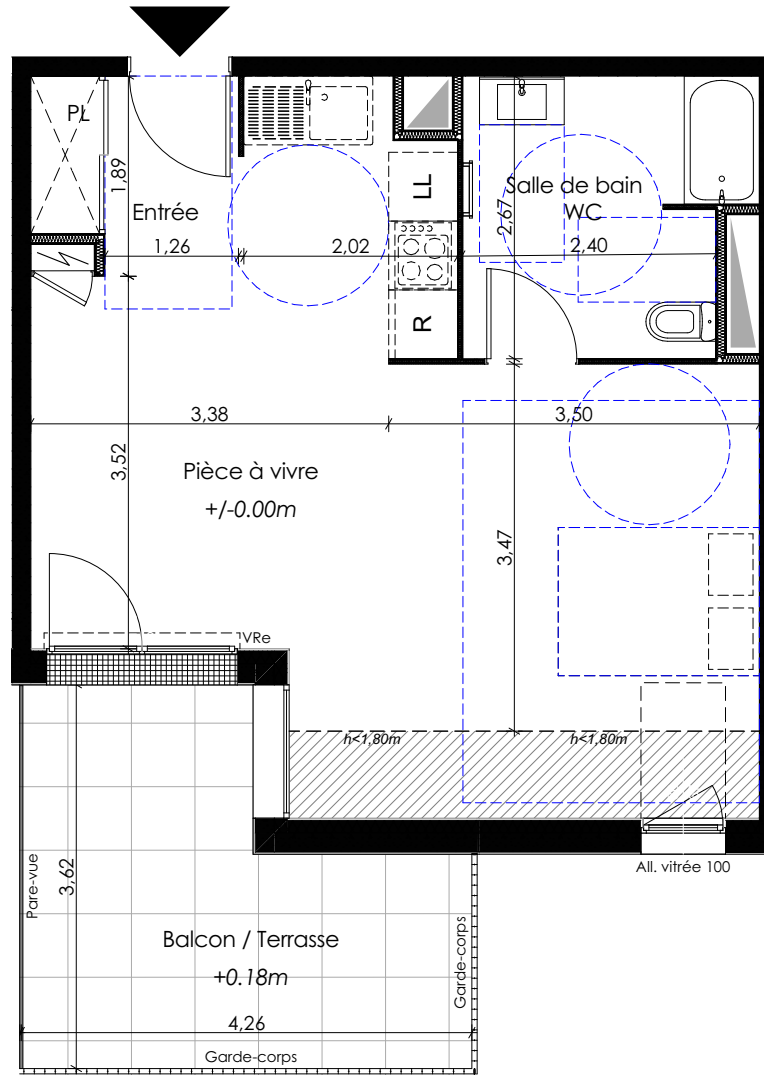 PL
1,89
Entrée
LL
Salle de bain
WC
2,67
1,26
2,02
2,40
R
3,38
3,50
3,52
Pièce à vivre
+/-0.00m
3,47
VRe
h<1,80m
h<1,80m
All. vitrée 100
Pare-vue
3,62
Balcon / Terrasse
+0.18m
Garde-corps
4,26
Garde-corps